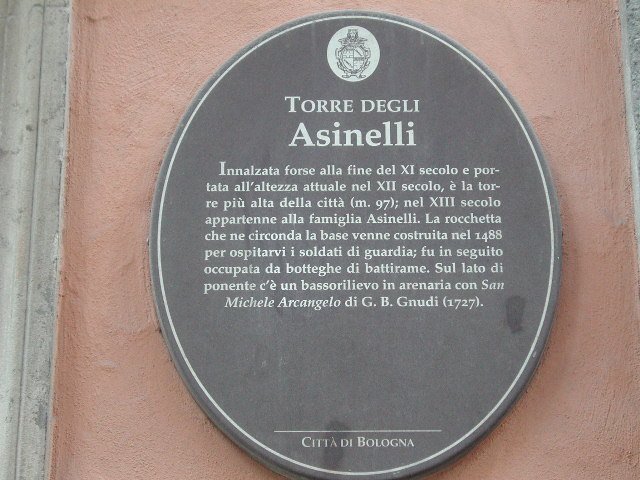 TORRE DEGLI
Asinelli
Innalzata forse alla fine del XI secolo e por-
tata all'altezza attuale nel XII secolo, è la tor-
re più alta della città (m. 97); nel XIII secolo
appartenne alla famiglia Asinelli. La rocchetta
che ne circonda la base venne costruita nel 1488
per ospitarvi i soldati di guardia; fu in seguito
occupata da botteghe di battirame. Sul lato di
ponente c'è un bassorilievo in arenaria con San
Michele Arcangelo di G. B. Gnudi (1727).
CITTÀ DI BOLOGNA